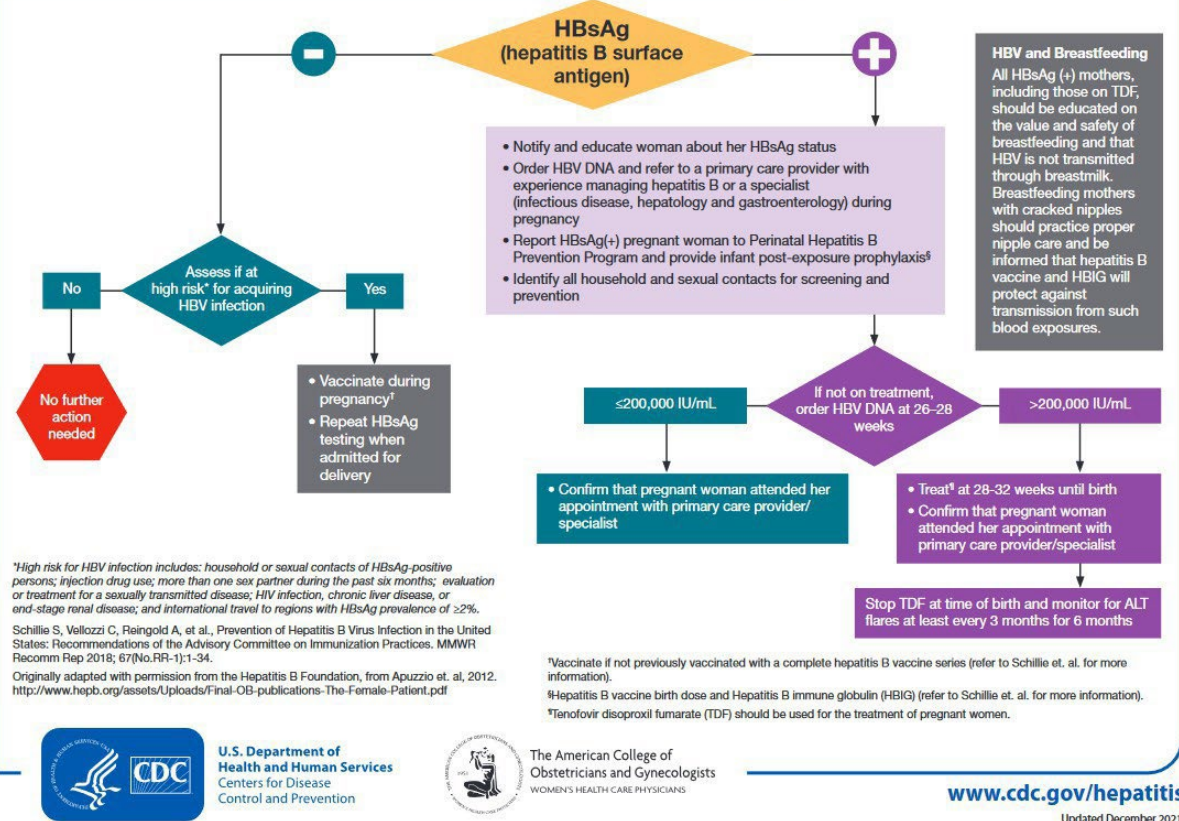 HBsAg
(hepatitis B surface
antigen)
HBV and Breastfeeding
All HBsAg (+) mothers,
including those on TDF,
should be educated on
the value and safety of
breastfeeding and that
HBV is not transmitted
through breastmilk.
Breastfeeding mothers
with cracked nipples
should practice proper
nipple care and be
informed that hepatitis B
vaccine and HBIG will
protect against
transmission from such
blood exposures.
• Notify and educate woman about her HBsAg status
• Order HBV DNA and refer to a primary care provider with
experience managing hepatitis B or a specialist
(infectious disease, hepatology and gastroenterology) during
pregnancy
• Report HBsAg(+) pregnant woman to Perinatal Hepatitis B
Prevention Program and provide infant post-exposure prophylaxis§
• Identify all household and sexual contacts for screening and
prevention
No
Assess if at
high risk* for acquiring
HBV infection
Yes
No further
action
needed
• Vaccinate during
pregnancy†
• Repeat HBsAg
testing when
admitted for
delivery
≤200,000 IU/mL
If not on treatment,
order HBV DNA at 26–28
weeks
>200,000 IU/mL
• Confirm that pregnant woman attended her
appointment with primary care provider/
specialist
• Treat¶ at 28-32 weeks until birth
• Confirm that pregnant woman
attended her appointment with
primary care provider/specialist
Stop TDF at time of birth and monitor for ALT
flares at least every 3 months for 6 months
*High risk for HBV infection includes: household or sexual contacts of HBsAg-positive
persons; injection drug use; more than one sex partner during the past six months; evaluation
or treatment for a sexually transmitted disease; HIV infection, chronic liver disease, or
end-stage renal disease; and international travel to regions with HBsAg prevalence of ≥2%.
Schillie S, Vellozzi C, Reingold A, et al., Prevention of Hepatitis B Virus Infection in the United
States: Recommendations of the Advisory Committee on Immunization Practices. MMWR
Recomm Rep 2018; 67(No.RR-1):1-34.
Originally adapted with permission from the Hepatitis B Foundation, from Apuzzio et. al, 2012.
http://www.hepb.org/assets/Uploads/Final-OB-publications-The-Female-Patient.pdf
†Vaccinate if not previously vaccinated with a complete hepatitis B vaccine series (refer to Schillie et. al. for more
information).
§Hepatitis B vaccine birth dose and Hepatitis B immune globulin (HBIG) (refer to Schillie et. al. for more information).
¶Tenofovir disoproxil fumarate (TDF) should be used for the treatment of pregnant women.
CDC
U.S. Department of
Health and Human Services
Centers for Disease
Control and Prevention
The American College of
Obstetricians and Gynecologists
WOMEN'S HEALTH CARE PHYSICIANS
www.cdc.gov/hepatitis
Updated December 2021